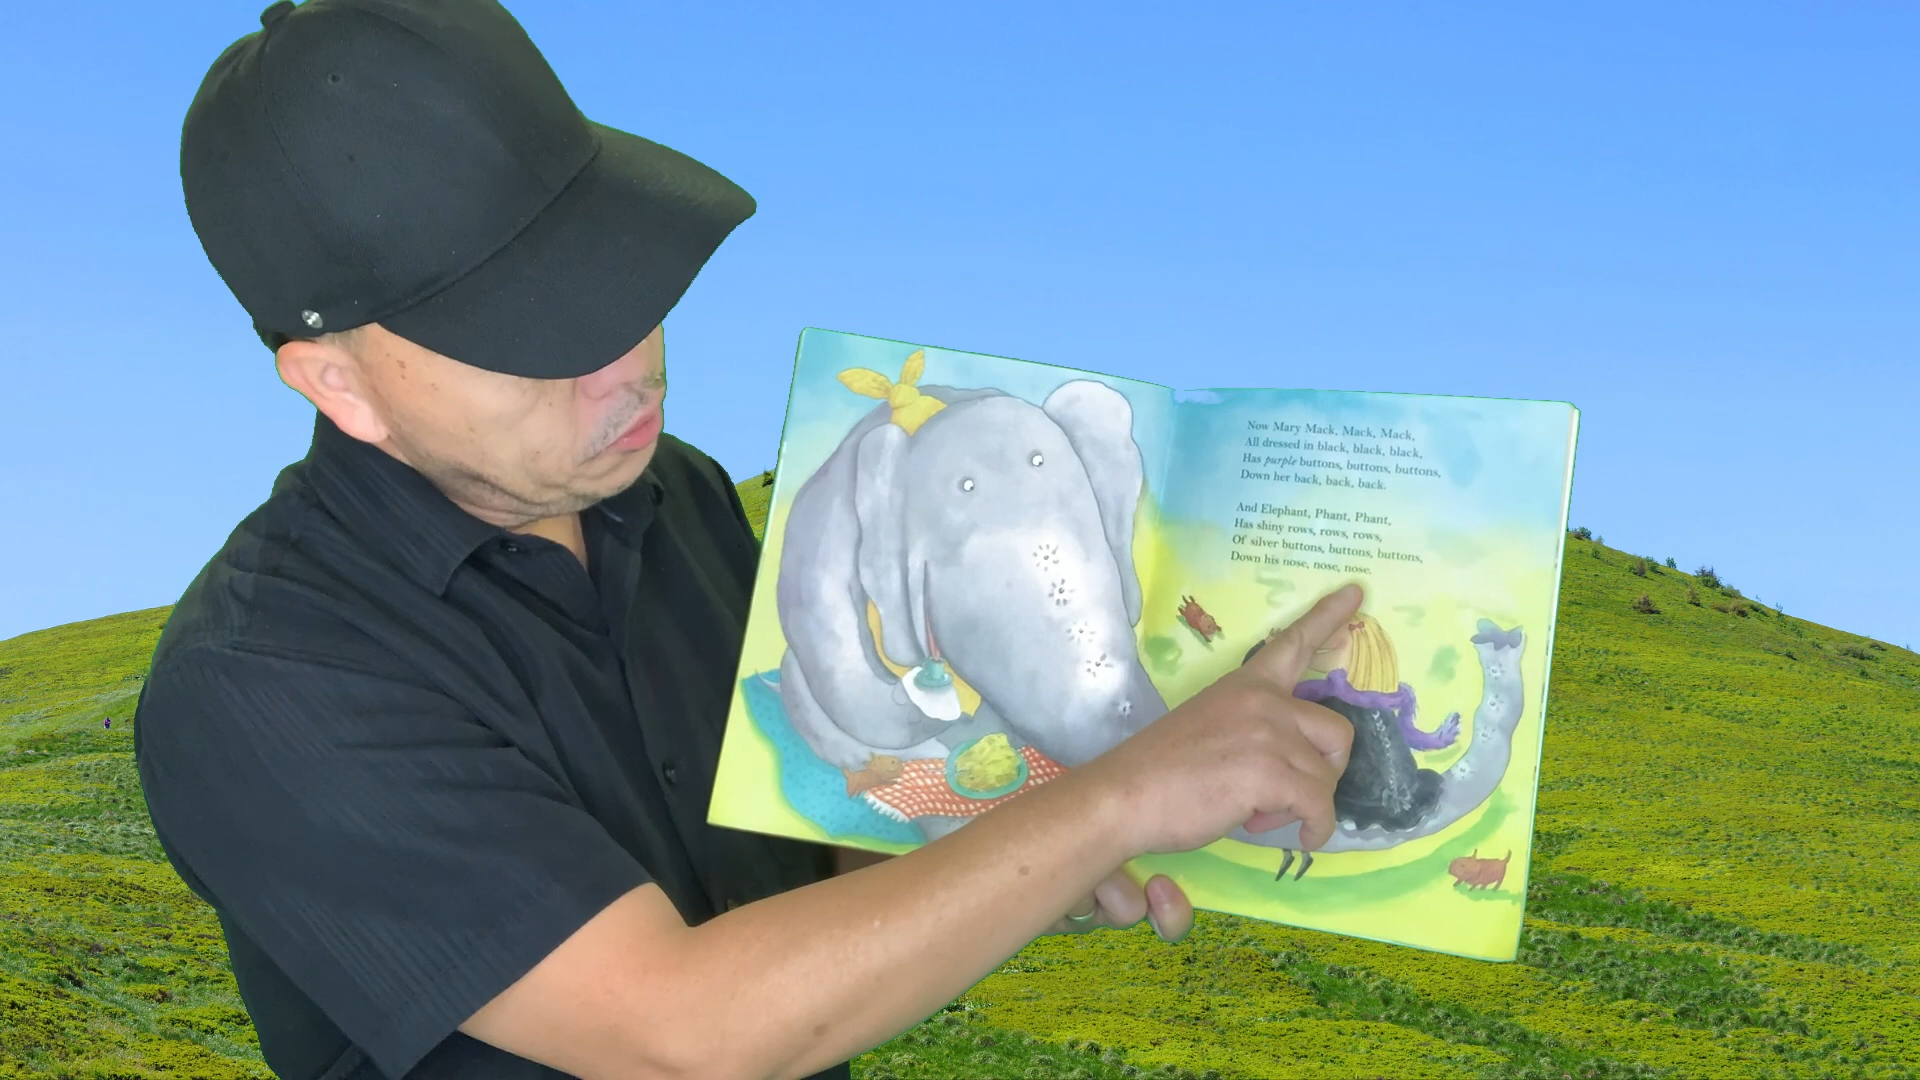 Now Mary Mack, Mack, Mack,
All dressed in black, black, black,
Has purple buttons, buttons, buttons,
Down her back, back, back.
And Elephant, Phant, Phant,
Has shiny rows, rows, rows,
Of silver buttons, buttons, buttons,
Down his nose, nose, nose.